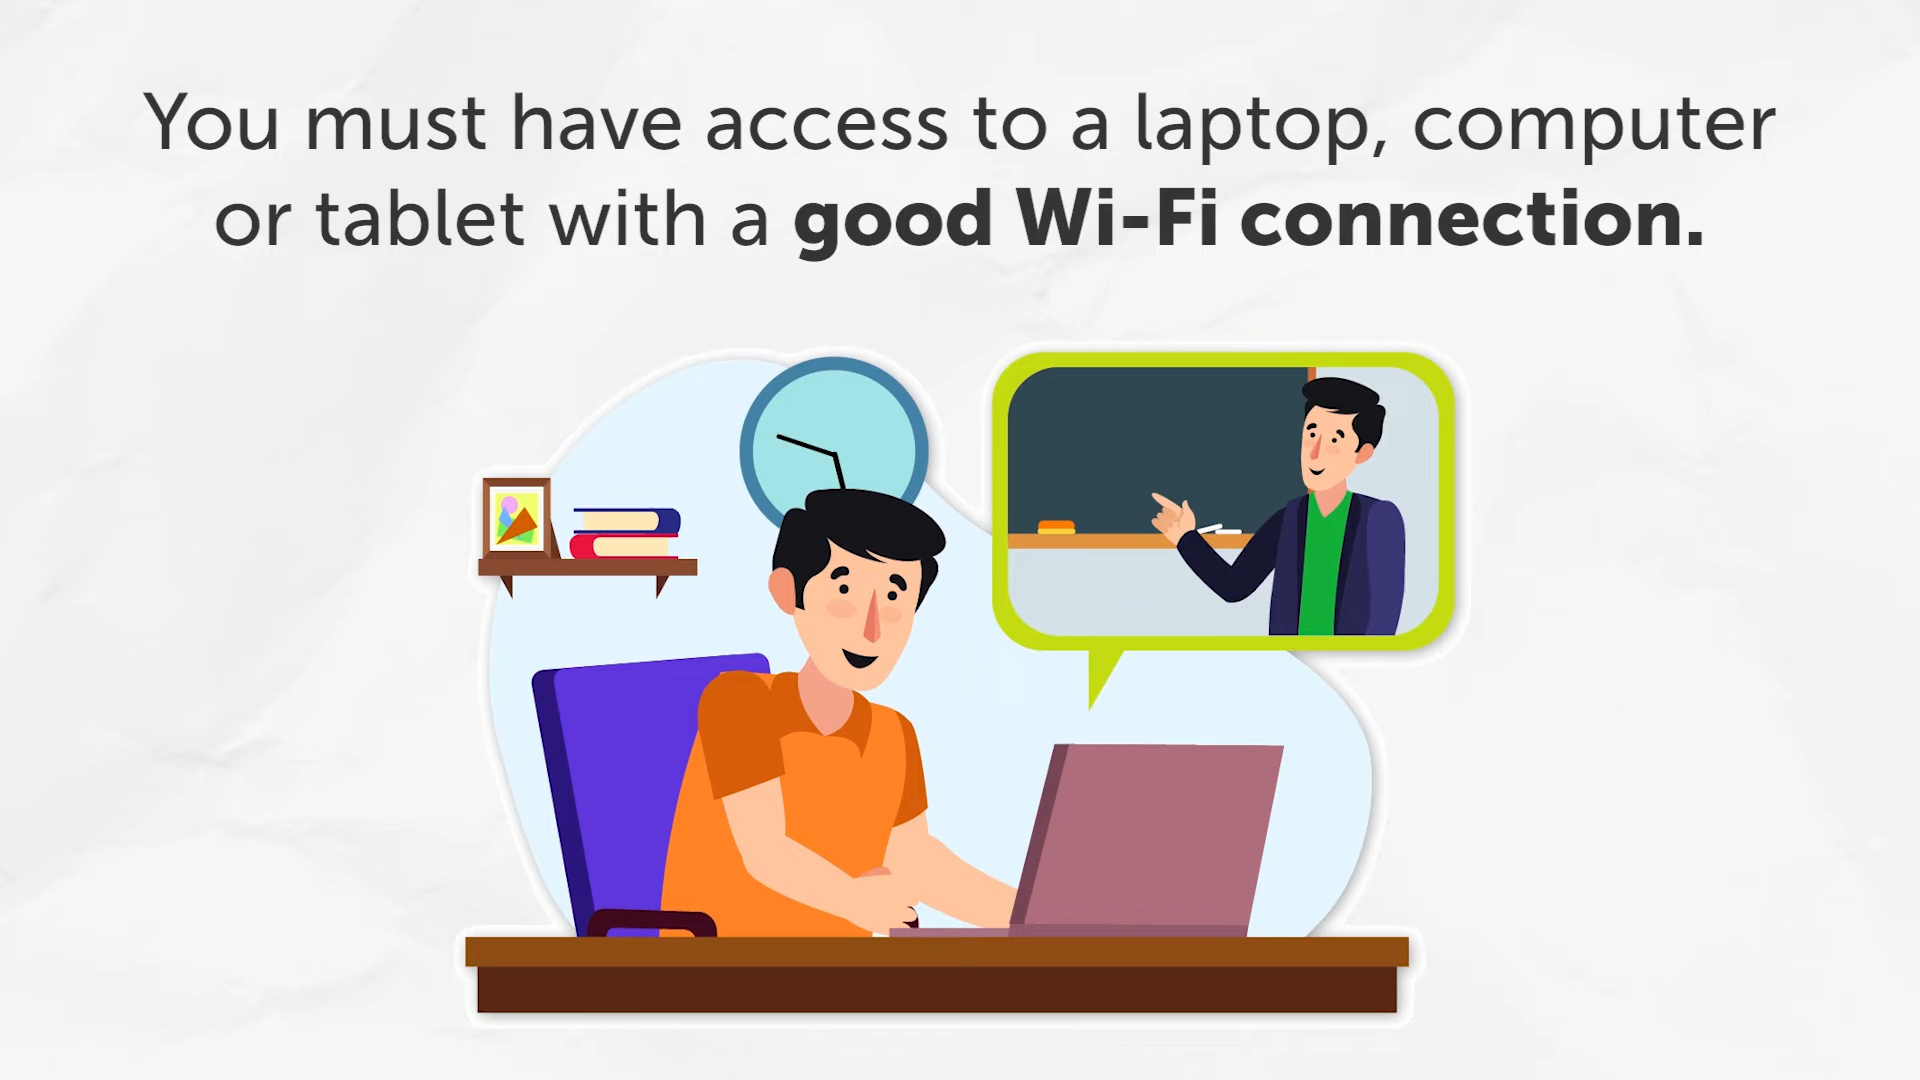 You must have access to a laptop, computer
or tablet with a good Wi-Fi connection.